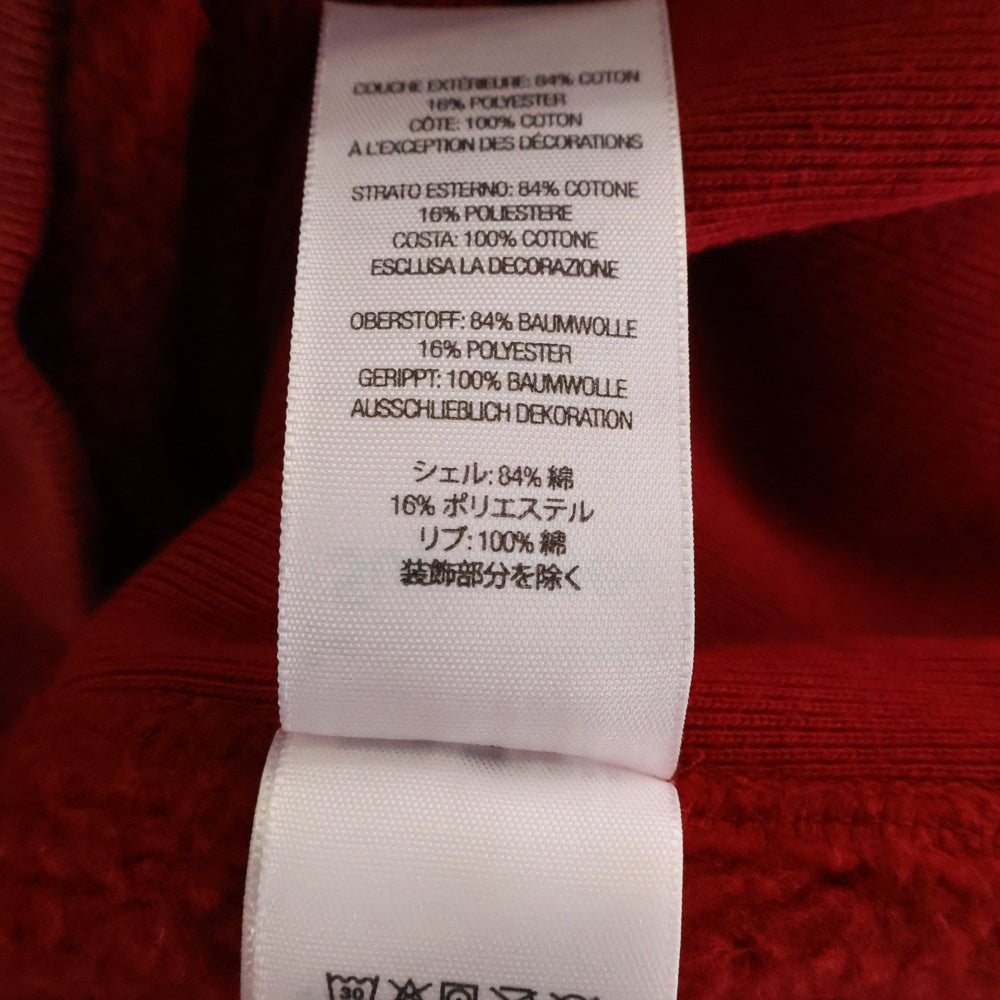 COUCHE EXTÉRIEURE: 84% COTON
16% POLYESTER
CÔTE: 100% COTON
A L'EXCEPTION DES DÉCORATIONS
STRATO ESTERNO: 84% COTONE
16% POLIESTERE
COSTA: 100% COTONE
ESCLUSA LA DECORAZIONE
OBERSTOFF: 84% BAUMWOLLE
16% POLYESTER
GERIPPT: 100% BAUMWOLLE
AUSSCHLIEBLICH DEKORATION
シェル: 84% 綿
16% ポリエステル
リブ: 100% 綿
装飾部分を除く
30